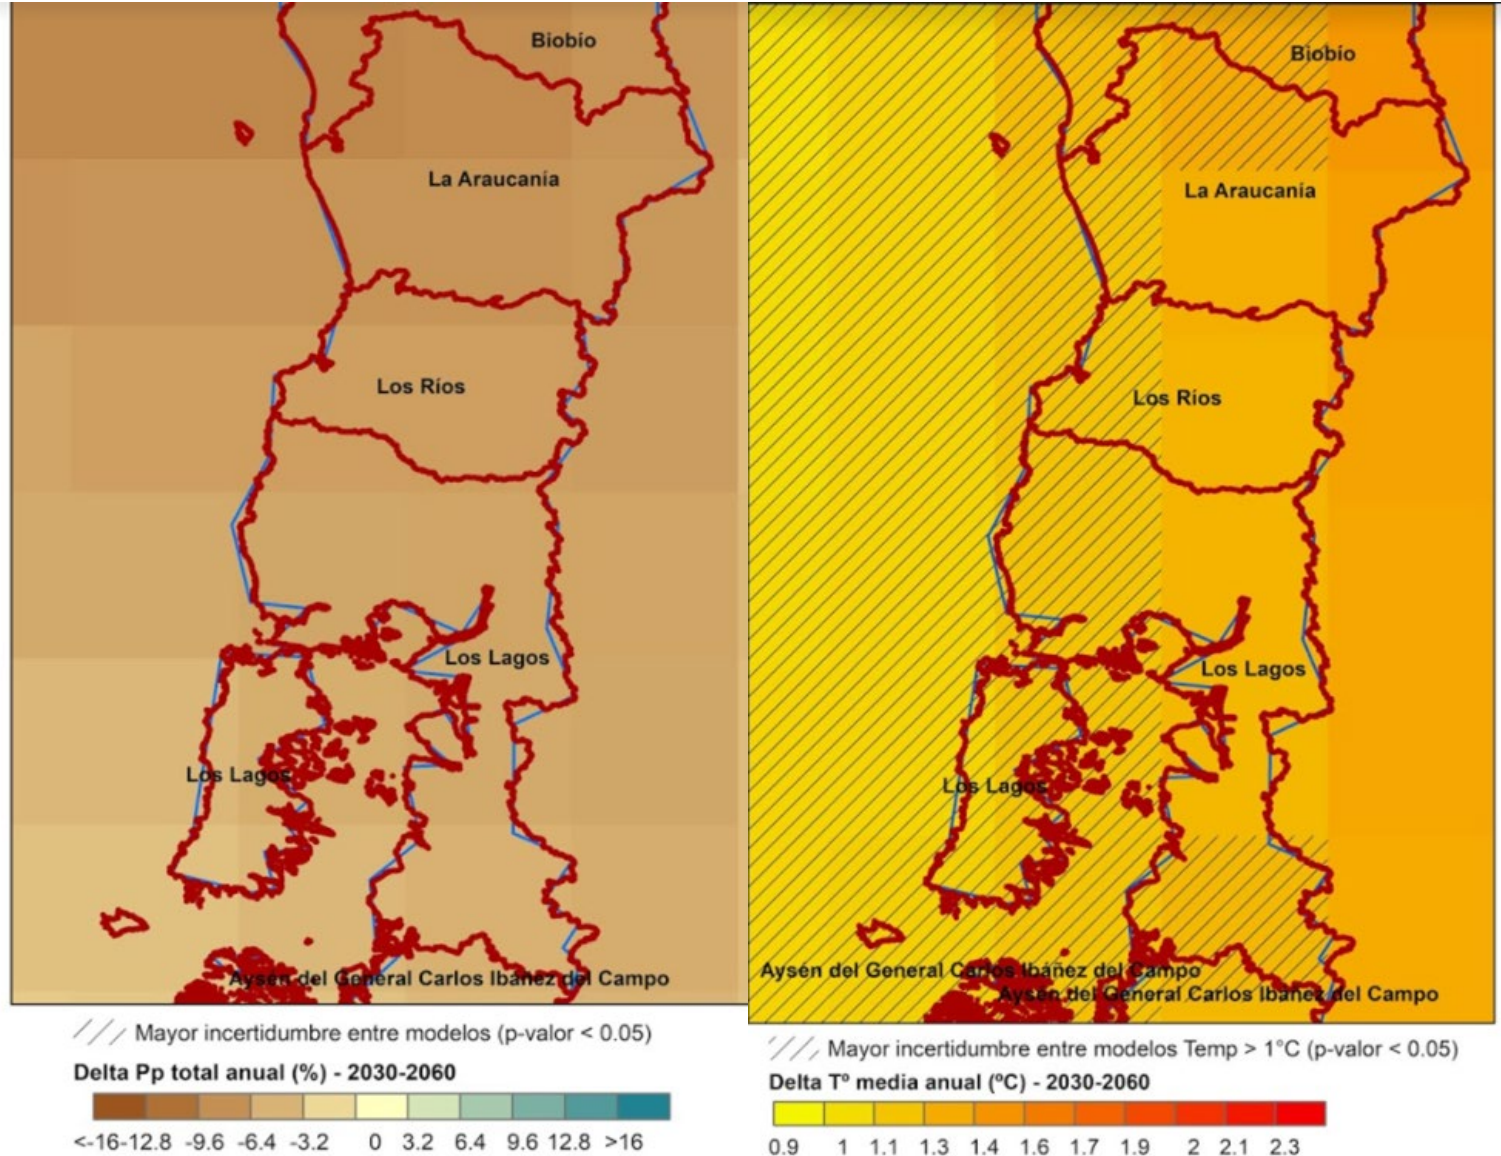 Biobío
La Araucanía
Los Ríos
Los Lagos
Los Lagos
Aysén del General Carlos Ibáñez del Campo
Mayor incertidumbre entre modelos (p-valor < 0.05)
Delta Pp total anual (%) - 2030-2060
<-16 -12.8 -9.6 -6.4 -3.2 0 3.2 6.4 9.6 12.8 >16
Biobío
La Araucanía
Los Ríos
Los Lagos
Los Lagos
Aysén del General Carlos Ibáñez del Campo
Aysén del General Carlos Ibáñez del Campo
Mayor incertidumbre entre modelos Temp > 1°C (p-valor < 0.05)
Delta Tº media anual (ºC) - 2030-2060
0.9 1 1.1 1.3 1.4 1.6 1.7 1.9 2 2.1 2.3